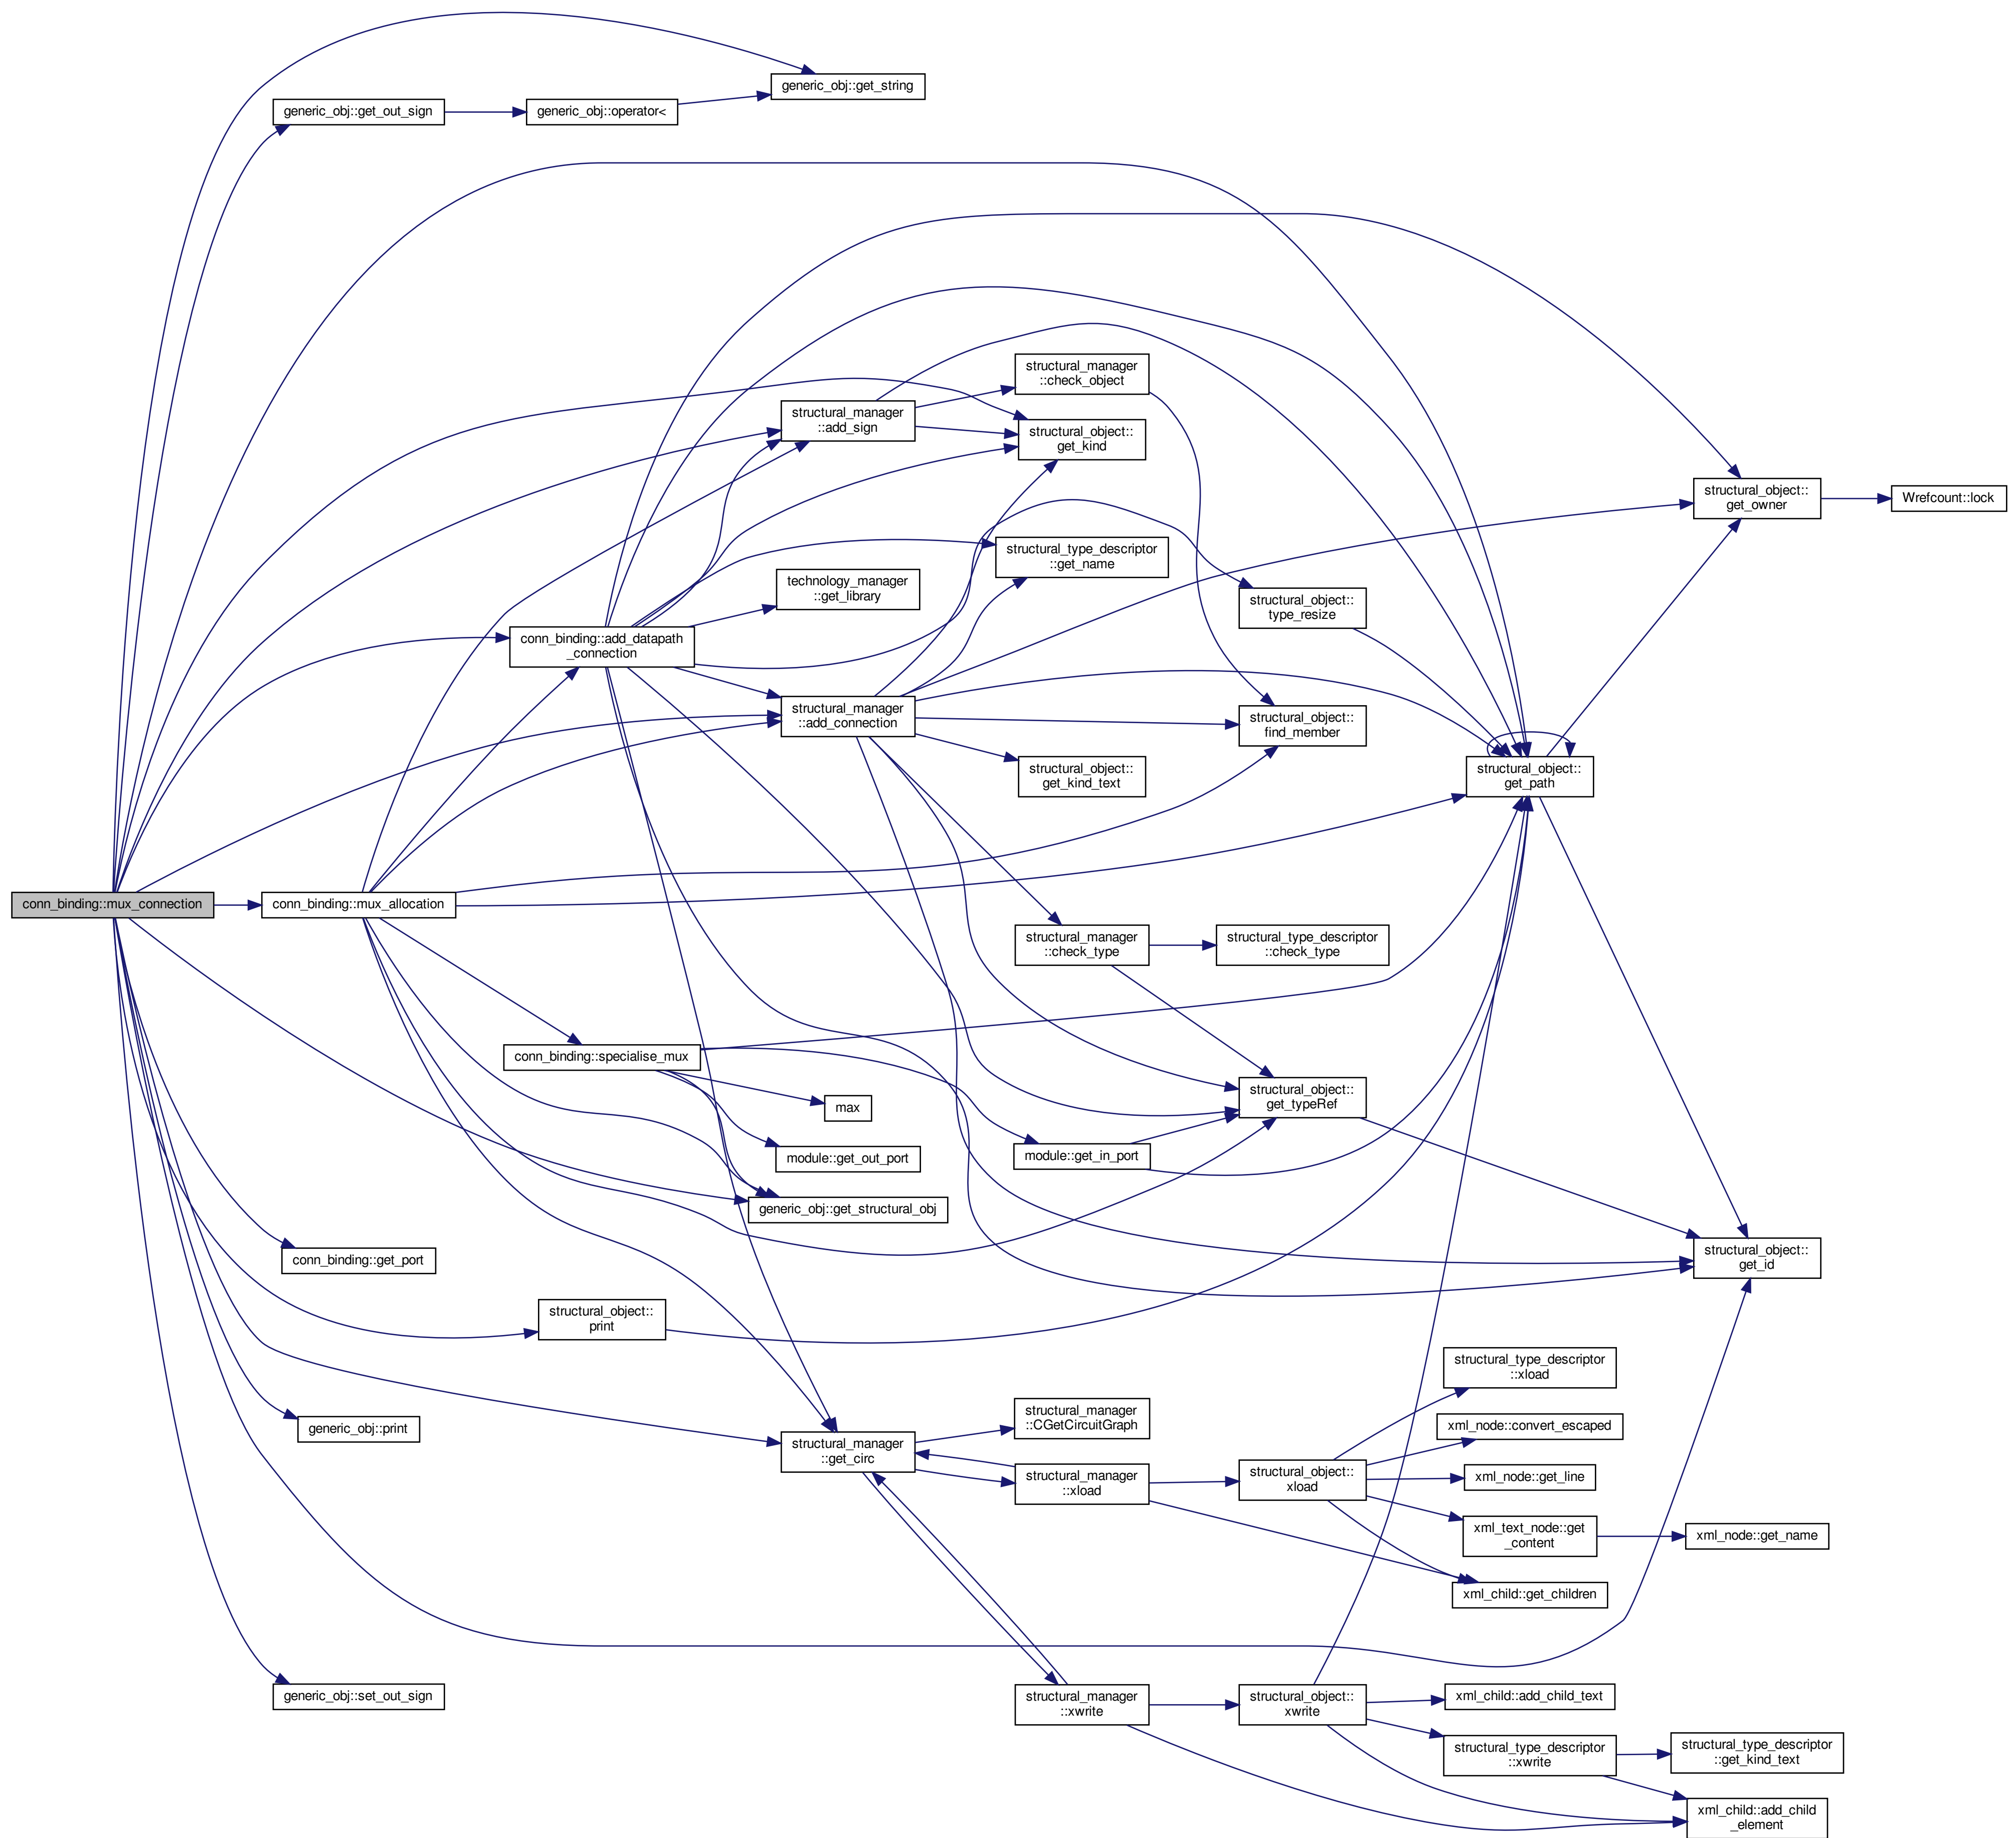 generic_obj::get_string
generic_obj::get_out_sign
generic_obj::operator<
structural_manager
::check_object
structural_manager
::add_sign
structural_object::
get_kind
structural_object::
get_owner
Wrefcount::lock
structural_type_descriptor
::get_name
technology_manager
::get_library
structural_object::
type_resize
conn_binding::add_datapath
_connection
structural_manager
::add_connection
structural_object::
find_member
structural_object::
get_kind_text
structural_object::
get_path
conn_binding::mux_connection
conn_binding::mux_allocation
structural_manager
::check_type
structural_type_descriptor
::check_type
conn_binding::specialise_mux
max
structural_object::
get_typeRef
module::get_out_port
module::get_in_port
generic_obj::get_structural_obj
conn_binding::get_port
structural_object::
get_id
structural_object::
print
structural_type_descriptor
::xload
generic_obj::print
structural_manager
::CGetCircuitGraph
xml_node::convert_escaped
structural_manager
::get_circ
structural_manager
::xload
structural_object::
xload
xml_node::get_line
xml_text_node::get
_content
xml_node::get_name
xml_child::get_children
generic_obj::set_out_sign
structural_manager
::xwrite
structural_object::
xwrite
xml_child::add_child_text
structural_type_descriptor
::xwrite
structural_type_descriptor
::get_kind_text
xml_child::add_child
_element